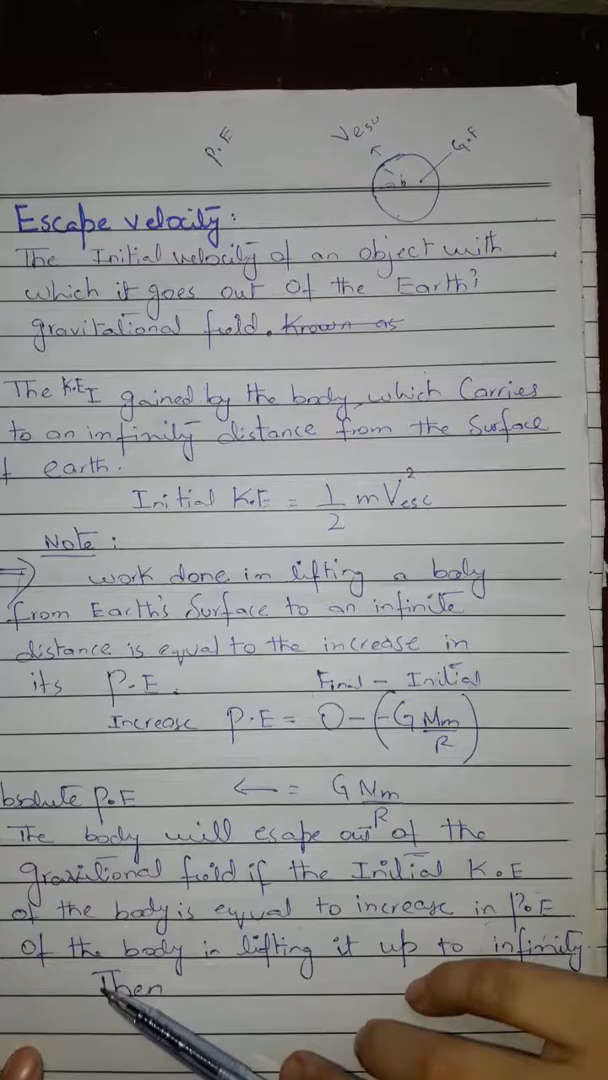 P.E
Vesc
G.F
h
Escape velocity:
The Initial velocity of an object with
which it goes out of the Earth's
gravitational field. Known as
The K.E I gained by the body which Carries
to an infinity distance from the Surface
f earth.
Initial K.E = 1/2 m Vesc²
Note:
⇒ work done in lifting a body
from Earth's Surface to an infinite
distance is equal to the increase in
its P.E. Final - Initial
Increase P.E = 0 - (-G Mm/R)
bsolute P.E ← = G Mm/R
The body will esape out of the
gravitional field if the Initial K.E
of the body is equal to increase in P.E
of the body in lifting it up to infinity.
Then